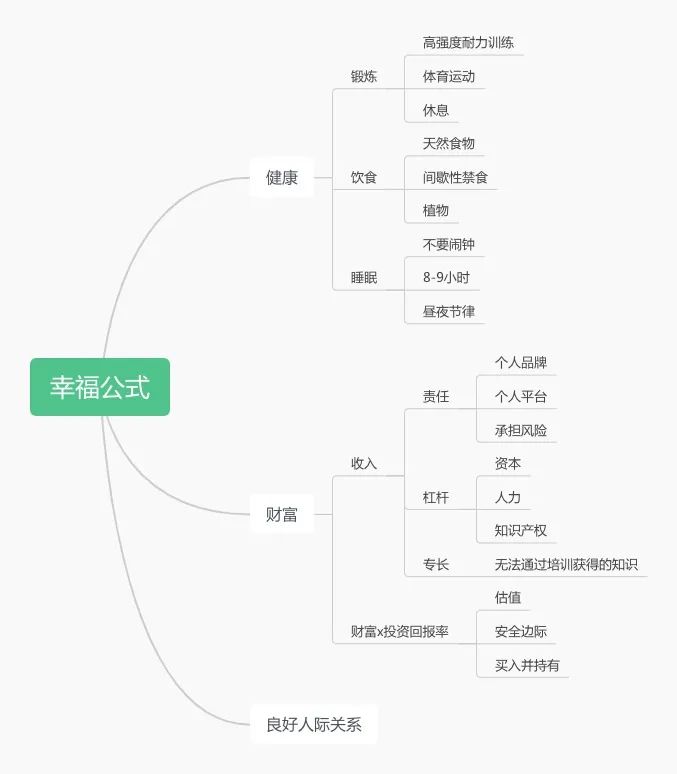 幸福公式
健康
锻炼
高强度耐力训练
体育运动
休息
饮食
天然食物
间歇性禁食
植物
睡眠
不要闹钟
8-9小时
昼夜节律
财富
收入
责任
个人品牌
个人平台
承担风险
杠杆
资本
人力
知识产权
专长
无法通过培训获得的知识
财富x投资回报率
估值
安全边际
买入并持有
良好人际关系